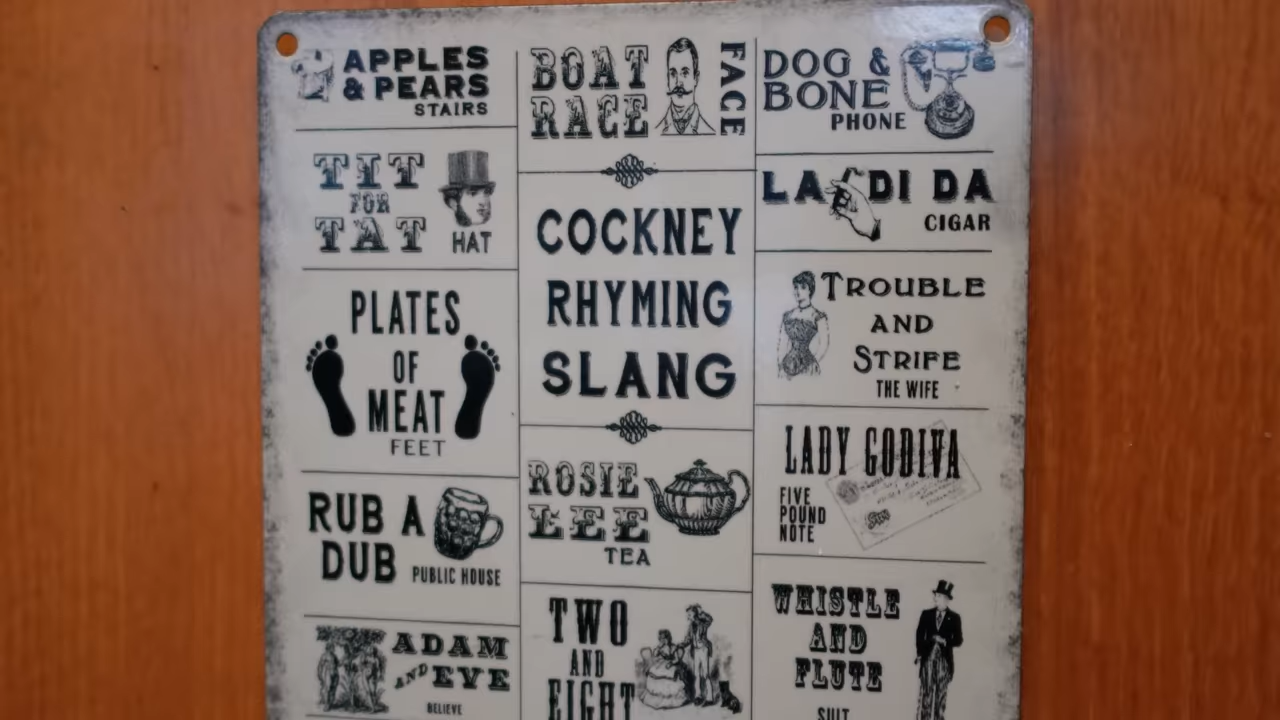 APPLES
& PEARS
STAIRS
TIT
FOR
TAT
HAT
PLATES
OF
MEAT
FEET
RUB A
DUB
PUBLIC HOUSE
ADAM
AND EVE
BELIEVE
BOAT
RACE
FACE
COCKNEY
RHYMING
SLANG
ROSIE
LEE
TEA
TWO
AND
EIGHT
DOG &
BONE
PHONE
LA DI DA
CIGAR
TROUBLE
AND
STRIFE
THE WIFE
LADY GODIVA
FIVE
POUND
NOTE
WHISTLE
AND
FLUTE
SUIT